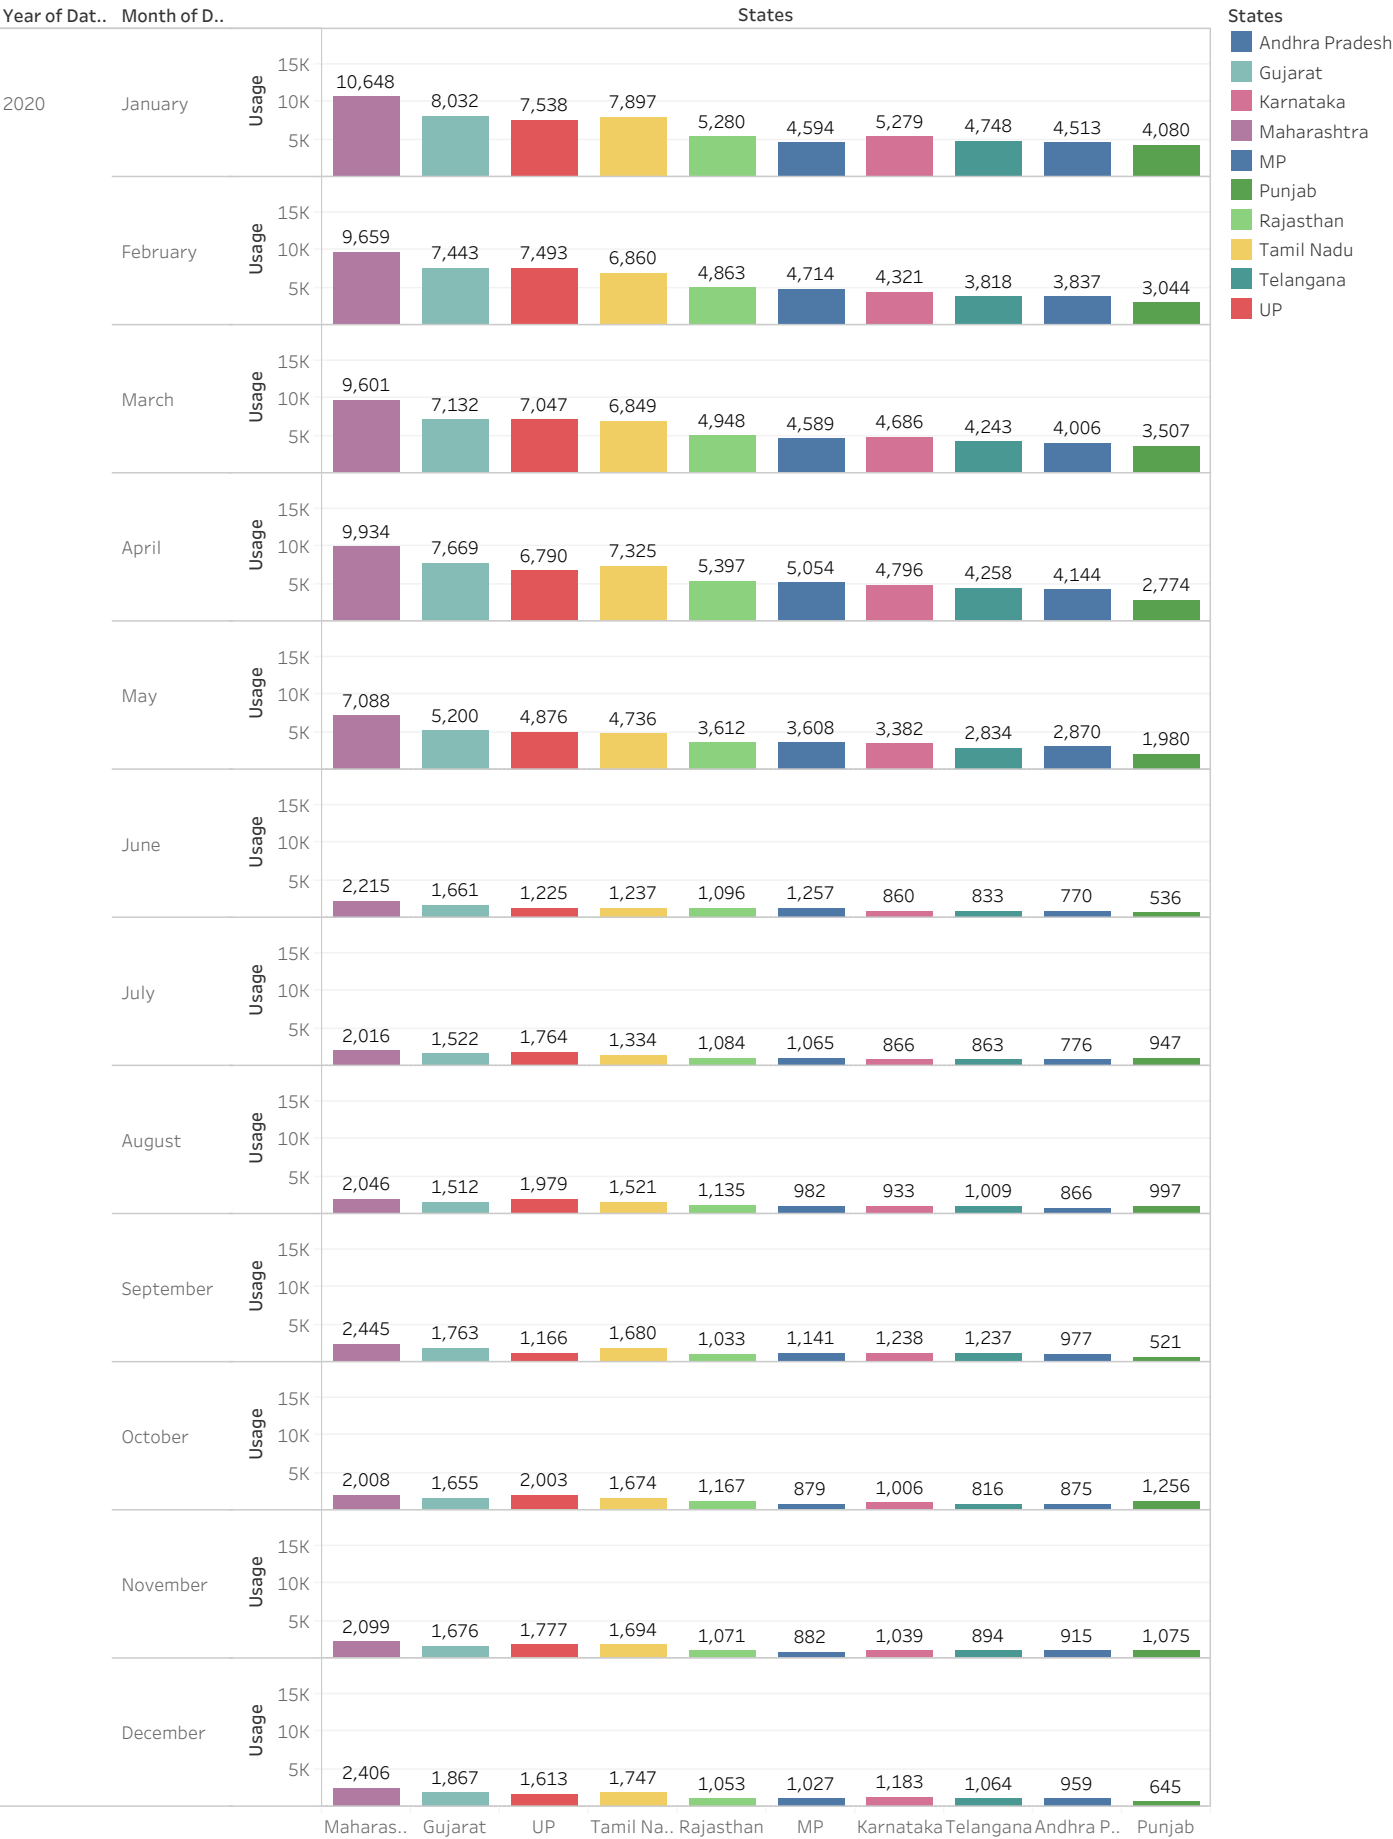 Year of Dat.. Month of D.. States
2020 January Usage 15K 10K 5K
10,648 8,032 7,538 7,897 5,280 4,594 5,279 4,748 4,513 4,080
February Usage 15K 10K 5K
9,659 7,443 7,493 6,860 4,863 4,714 4,321 3,818 3,837 3,044
March Usage 15K 10K 5K
9,601 7,132 7,047 6,849 4,948 4,589 4,686 4,243 4,006 3,507
April Usage 15K 10K 5K
9,934 7,669 6,790 7,325 5,397 5,054 4,796 4,258 4,144 2,774
May Usage 15K 10K 5K
7,088 5,200 4,876 4,736 3,612 3,608 3,382 2,834 2,870 1,980
June Usage 15K 10K 5K
2,215 1,661 1,225 1,237 1,096 1,257 860 833 770 536
July Usage 15K 10K 5K
2,016 1,522 1,764 1,334 1,084 1,065 866 863 776 947
August Usage 15K 10K 5K
2,046 1,512 1,979 1,521 1,135 982 933 1,009 866 997
September Usage 15K 10K 5K
2,445 1,763 1,166 1,680 1,033 1,141 1,238 1,237 977 521
October Usage 15K 10K 5K
2,008 1,655 2,003 1,674 1,167 879 1,006 816 875 1,256
November Usage 15K 10K 5K
2,099 1,676 1,777 1,694 1,071 882 1,039 894 915 1,075
December Usage 15K 10K 5K
2,406 1,867 1,613 1,747 1,053 1,027 1,183 1,064 959 645
Maharas.. Gujarat UP Tamil Na.. Rajasthan MP Karnataka Telangana Andhra P.. Punjab
States
Andhra Pradesh
Gujarat
Karnataka
Maharashtra
MP
Punjab
Rajasthan
Tamil Nadu
Telangana
UP